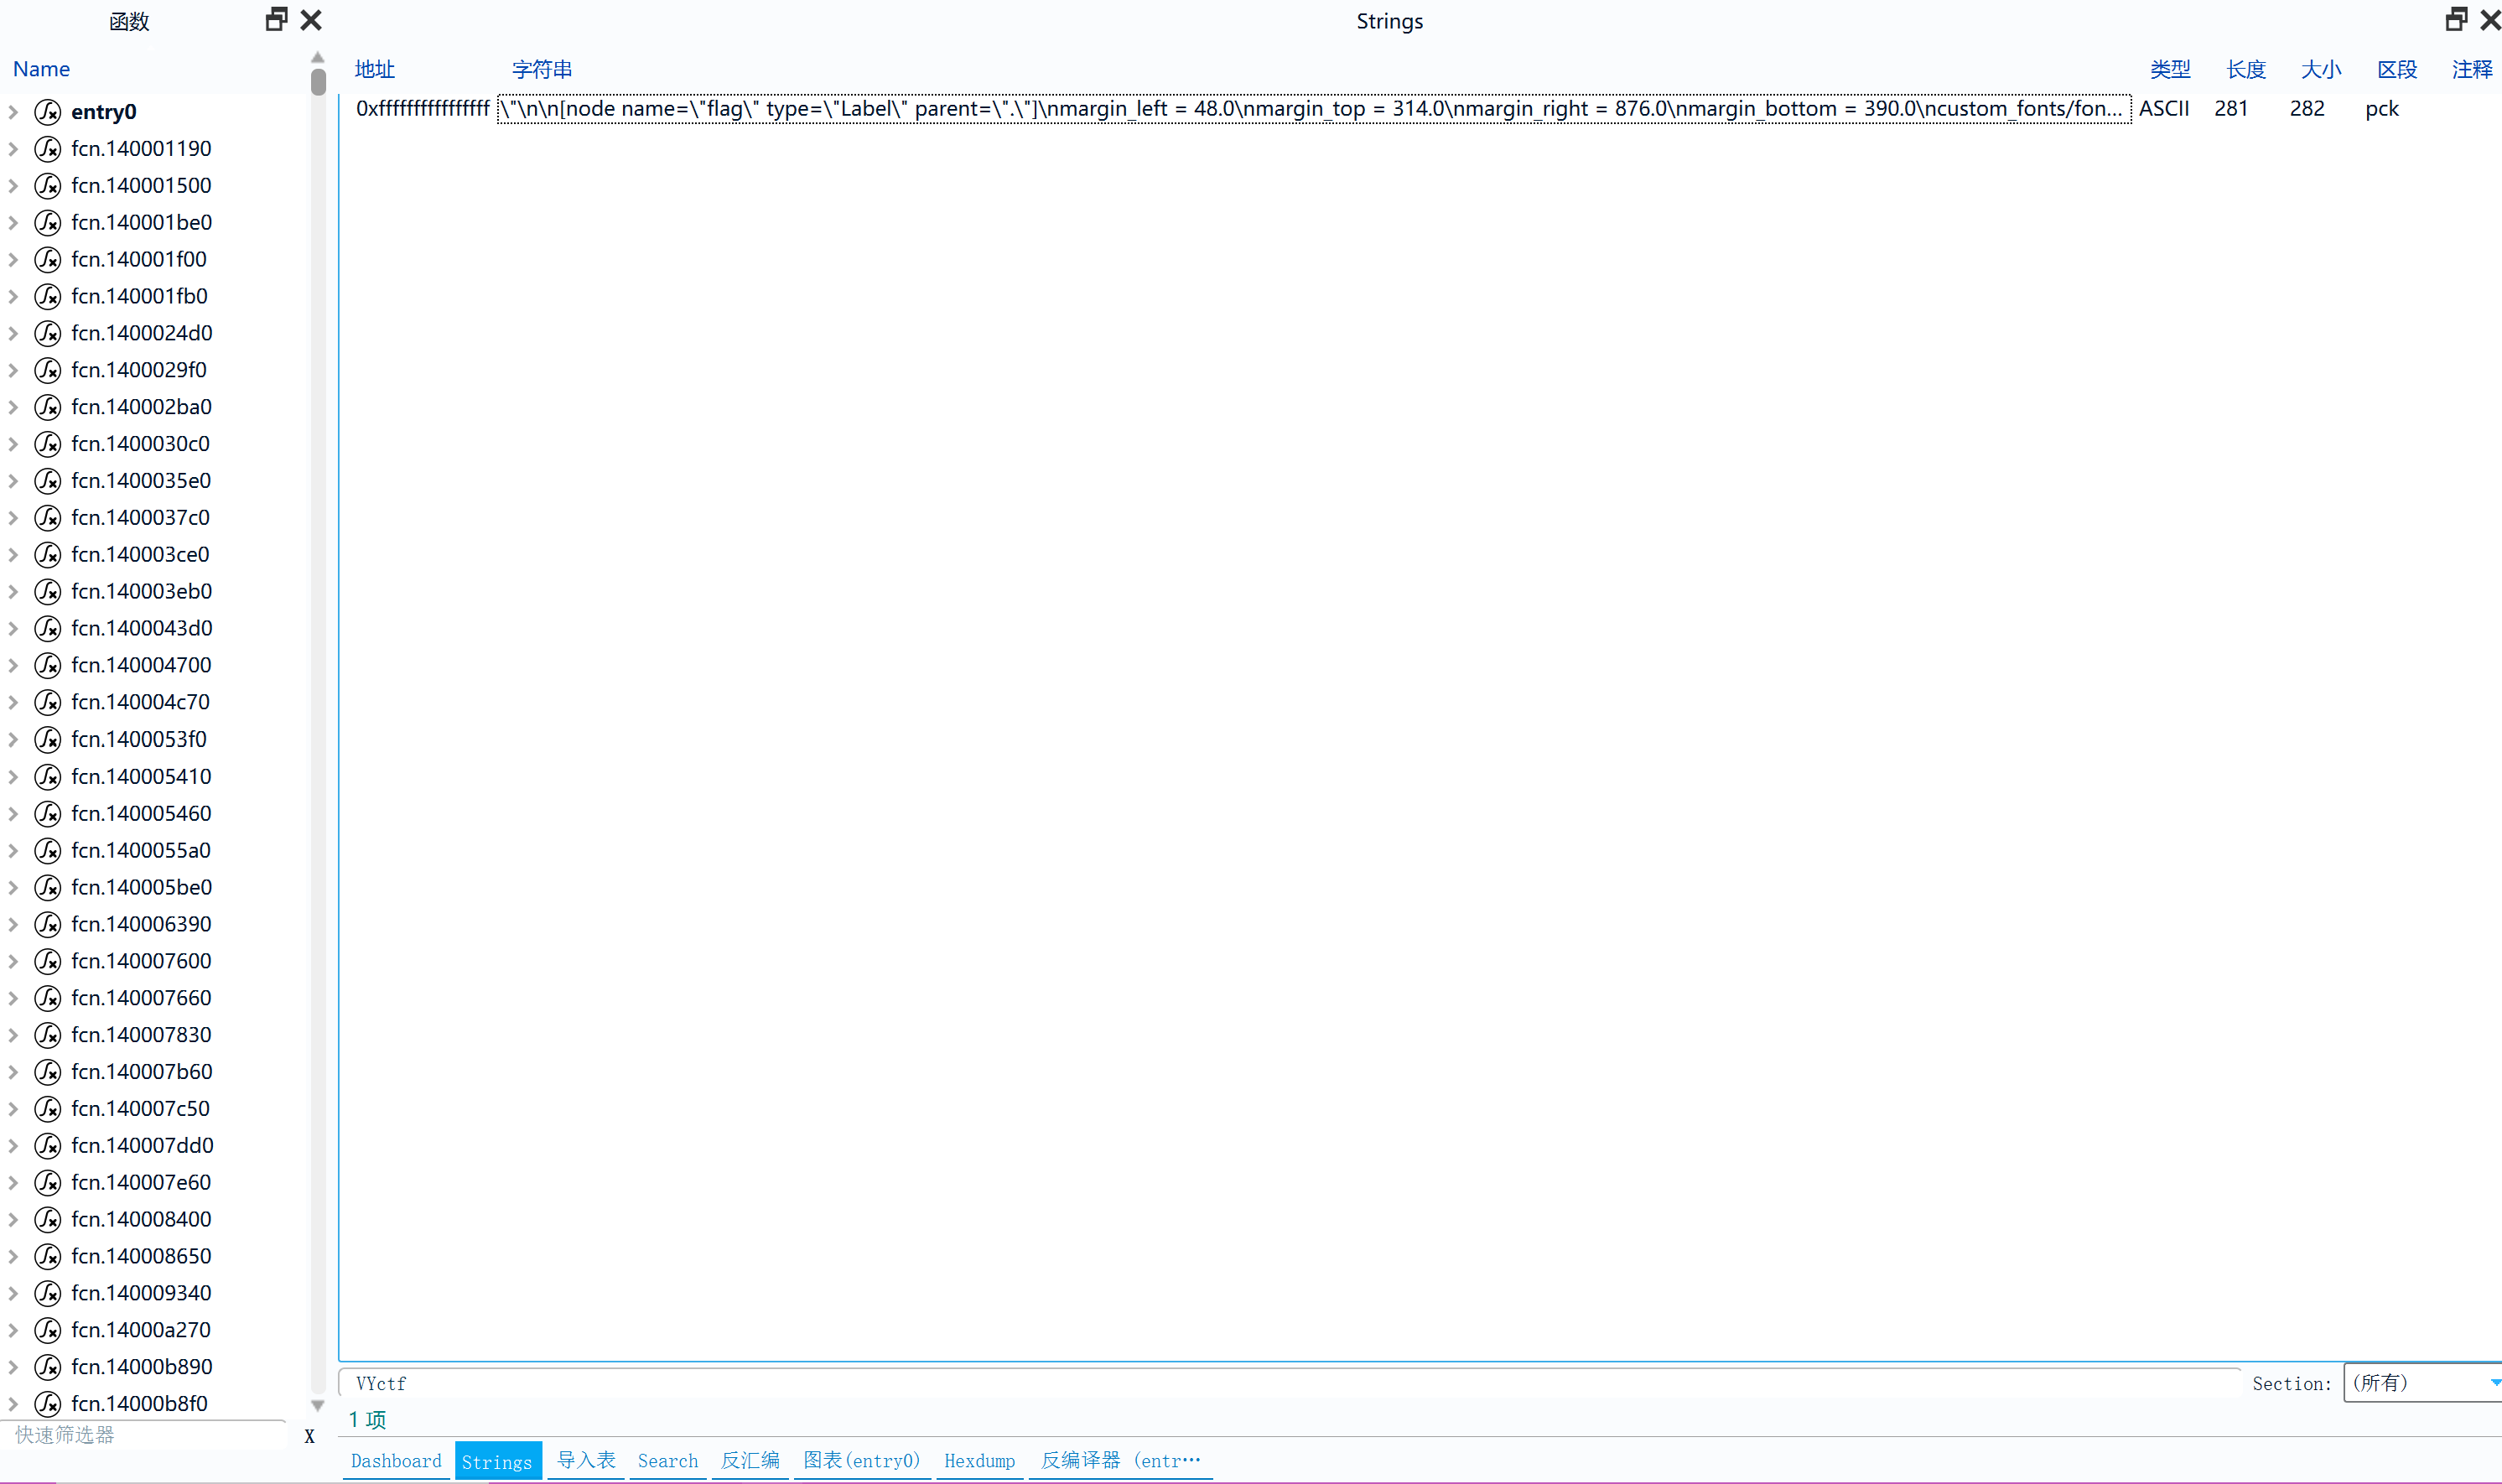 函数
Name
entry0
fcn.140001190
fcn.140001500
fcn.140001be0
fcn.140001f00
fcn.140001fb0
fcn.1400024d0
fcn.1400029f0
fcn.140002ba0
fcn.1400030c0
fcn.1400035e0
fcn.1400037c0
fcn.140003ce0
fcn.140003eb0
fcn.1400043d0
fcn.140004700
fcn.140004c70
fcn.1400053f0
fcn.140005410
fcn.140005460
fcn.1400055a0
fcn.140005be0
fcn.140006390
fcn.140007600
fcn.140007660
fcn.140007830
fcn.140007b60
fcn.140007c50
fcn.140007dd0
fcn.140007e60
fcn.140008400
fcn.140008650
fcn.140009340
fcn.14000a270
fcn.14000b890
fcn.14000b8f0
快速筛选器 X
Strings
地址 字符串 类型 长度 大小 区段 注释
0xffffffffffffffff \"\n\n[node name=\"flag\" type=\"Label\" parent=\".\"]\nmargin_left = 48.0\nmargin_top = 314.0\nmargin_right = 876.0\nmargin_bottom = 390.0\ncustom_fonts/fon... ASCII 281 282 pck
VYctf Section: (所有)
1 项
Dashboard Strings 导入表 Search 反汇编 图表(entry0) Hexdump 反编译器 (entr…